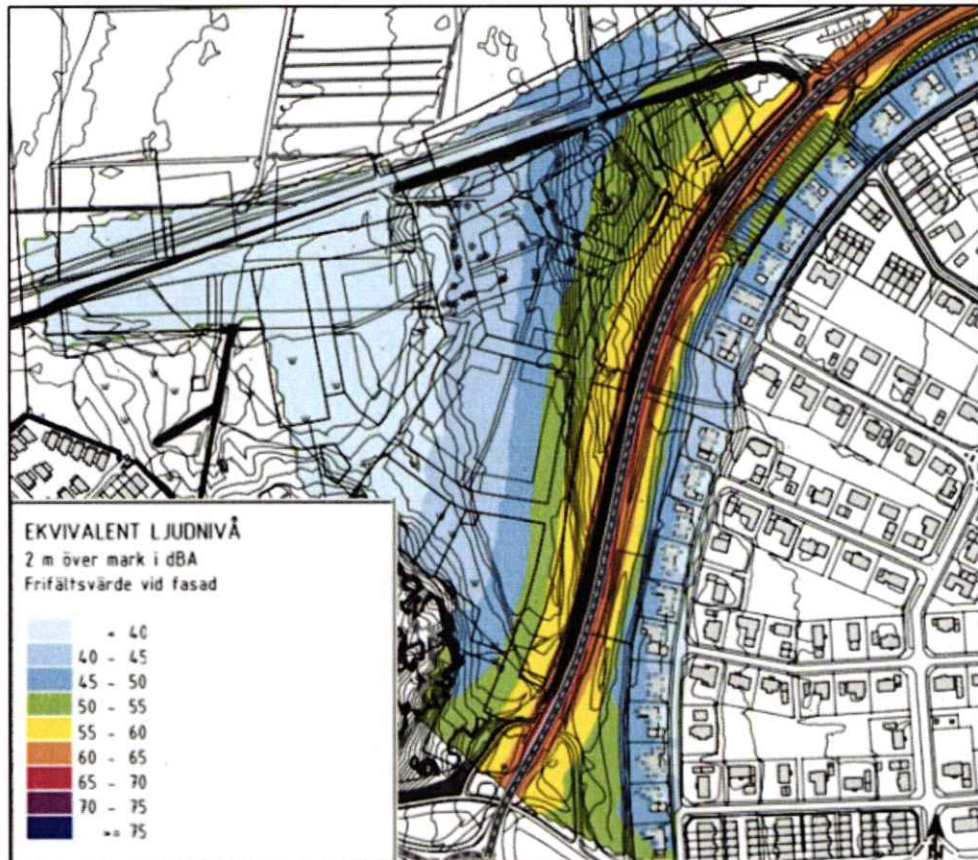 EKVIVALENT LJUDNIVÅ
2 m över mark i dBA
Frifältsvärde vid fasad
< 40
40 - 45
45 - 50
50 - 55
55 - 60
60 - 65
65 - 70
70 - 75
>= 75
N